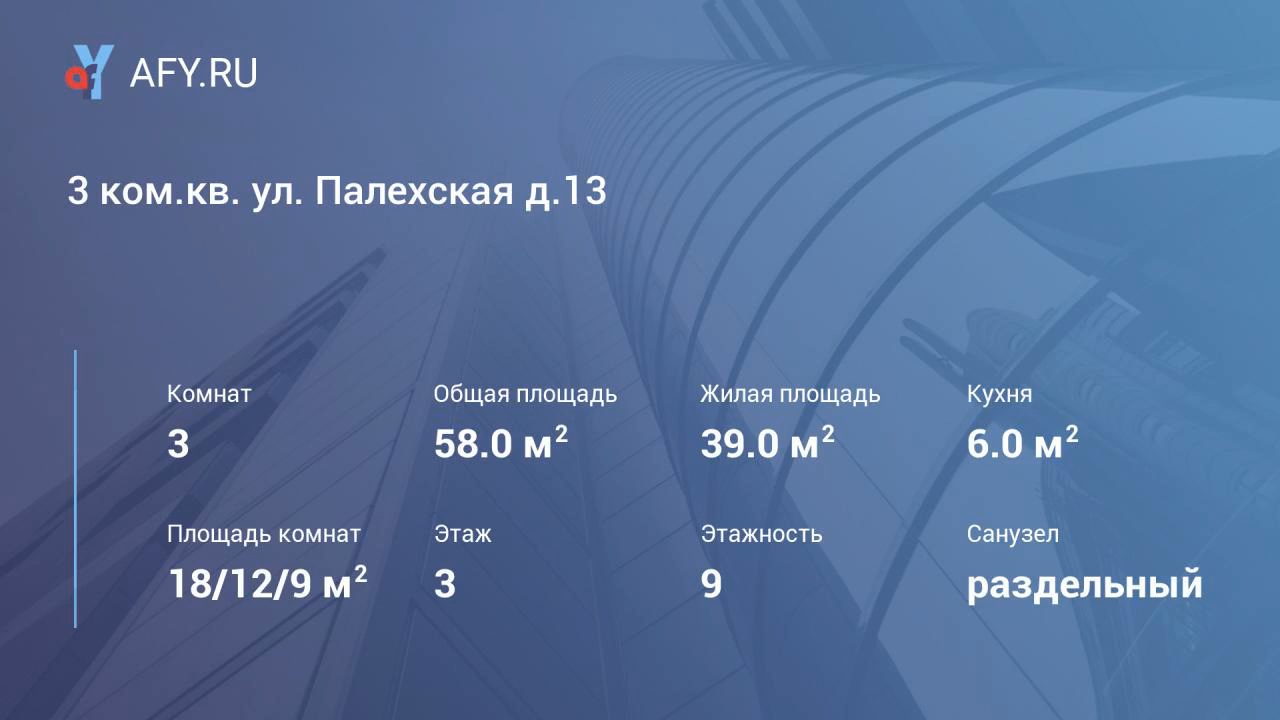 afy AFY.RU
3 ком.кв. ул. Палехская д.13
Комнат Общая площадь Жилая площадь Кухня
3 58.0 м² 39.0 м² 6.0 м²
Площадь комнат Этаж Этажность Санузел
18/12/9 м² 3 9 раздельный